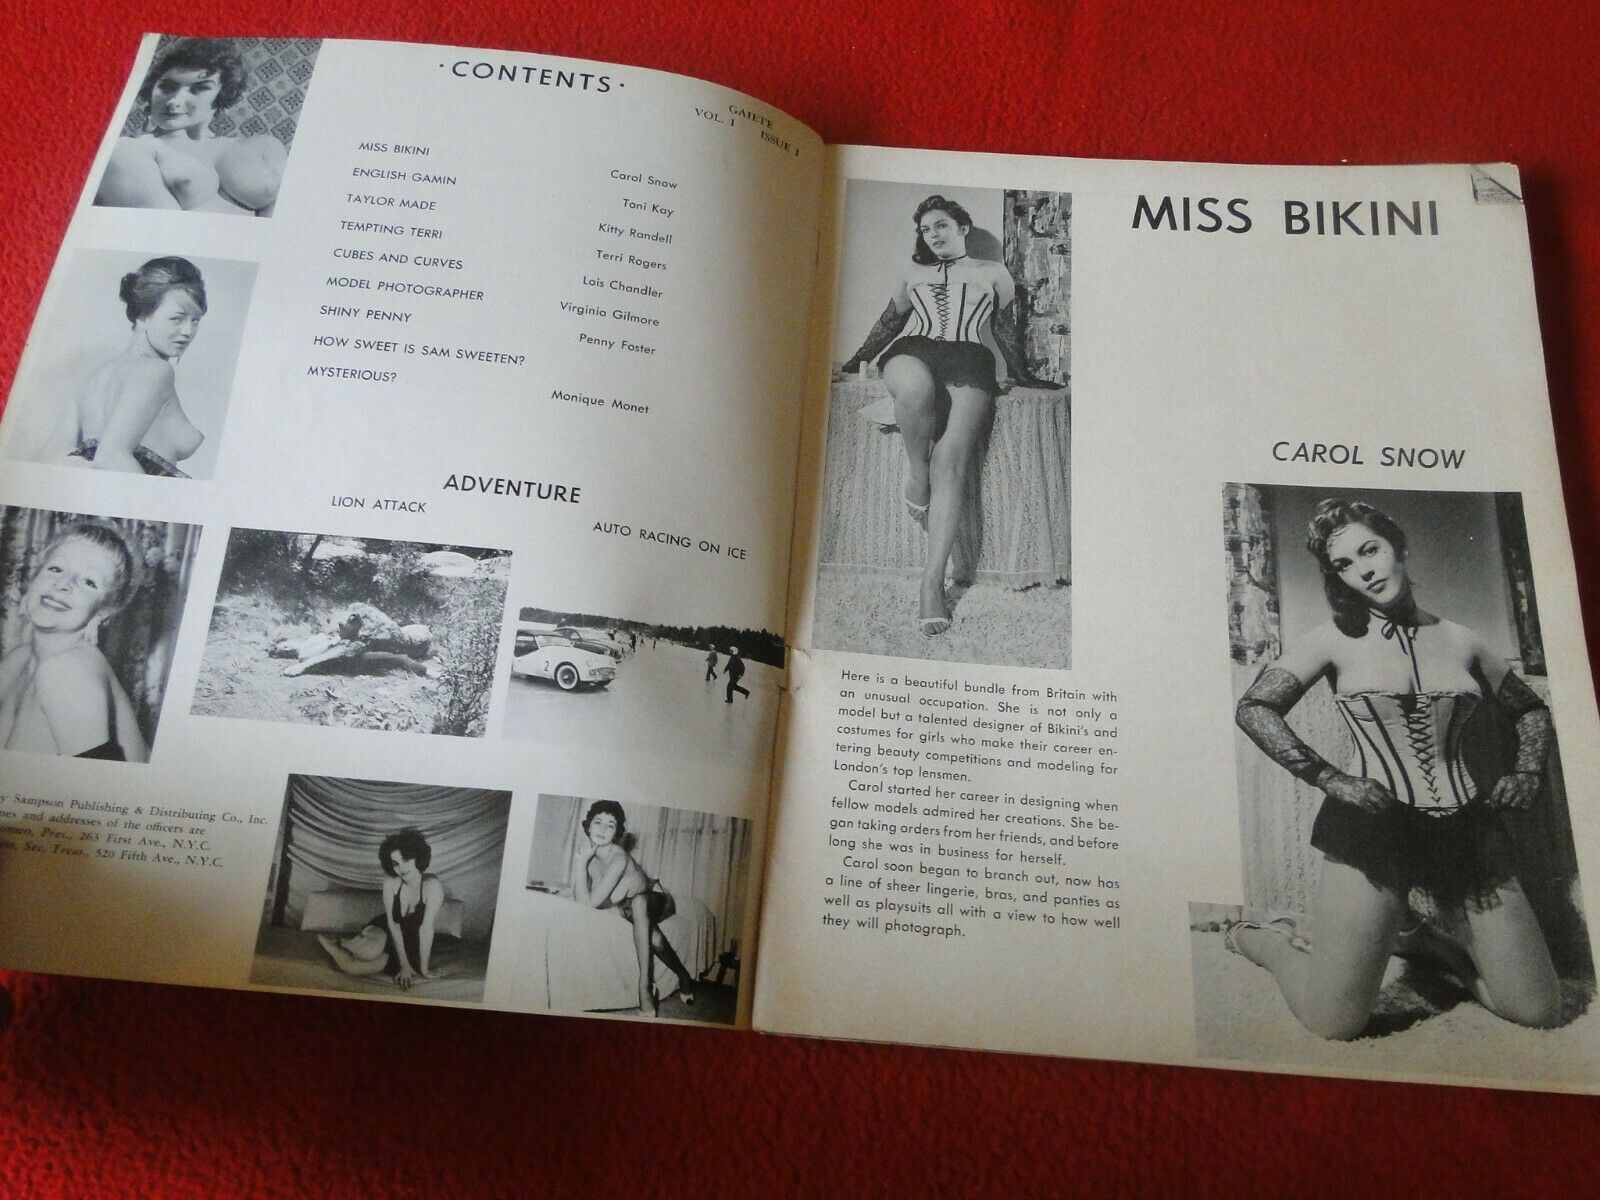 ·CONTENTS·
GAIETE
VOL. I ISSUE 1
MISS BIKINI Carol Snow
ENGLISH GAMIN Toni Kay
TAYLOR MADE Kitty Randell
TEMPTING TERRI Terri Rogers
CUBES AND CURVES Lois Chandler
MODEL PHOTOGRAPHER Virginia Gilmore
SHINY PENNY Penny Foster
HOW SWEET IS SAM SWEETEN?
MYSTERIOUS? Monique Monet
ADVENTURE
LION ATTACK
AUTO RACING ON ICE
2
y Sampson Publishing & Distributing Co., Inc.
and addresses of the officers are
Pres., 263 First Ave., N.Y.C.
Sec, Treas., 520 Fifth Ave., N.Y.C.
MISS BIKINI
CAROL SNOW
Here is a beautiful bundle from Britain with
an unusual occupation. She is not only a
model but a talented designer of Bikini's and
costumes for girls who make their career en-
tering beauty competitions and modeling for
London's top lensmen.
Carol started her career in designing when
fellow models admired her creations. She be-
gan taking orders from her friends, and before
long she was in business for herself.
Carol soon began to branch out, now has
a line of sheer lingerie, bras, and panties as
well as playsuits all with a view to how well
they will photograph.